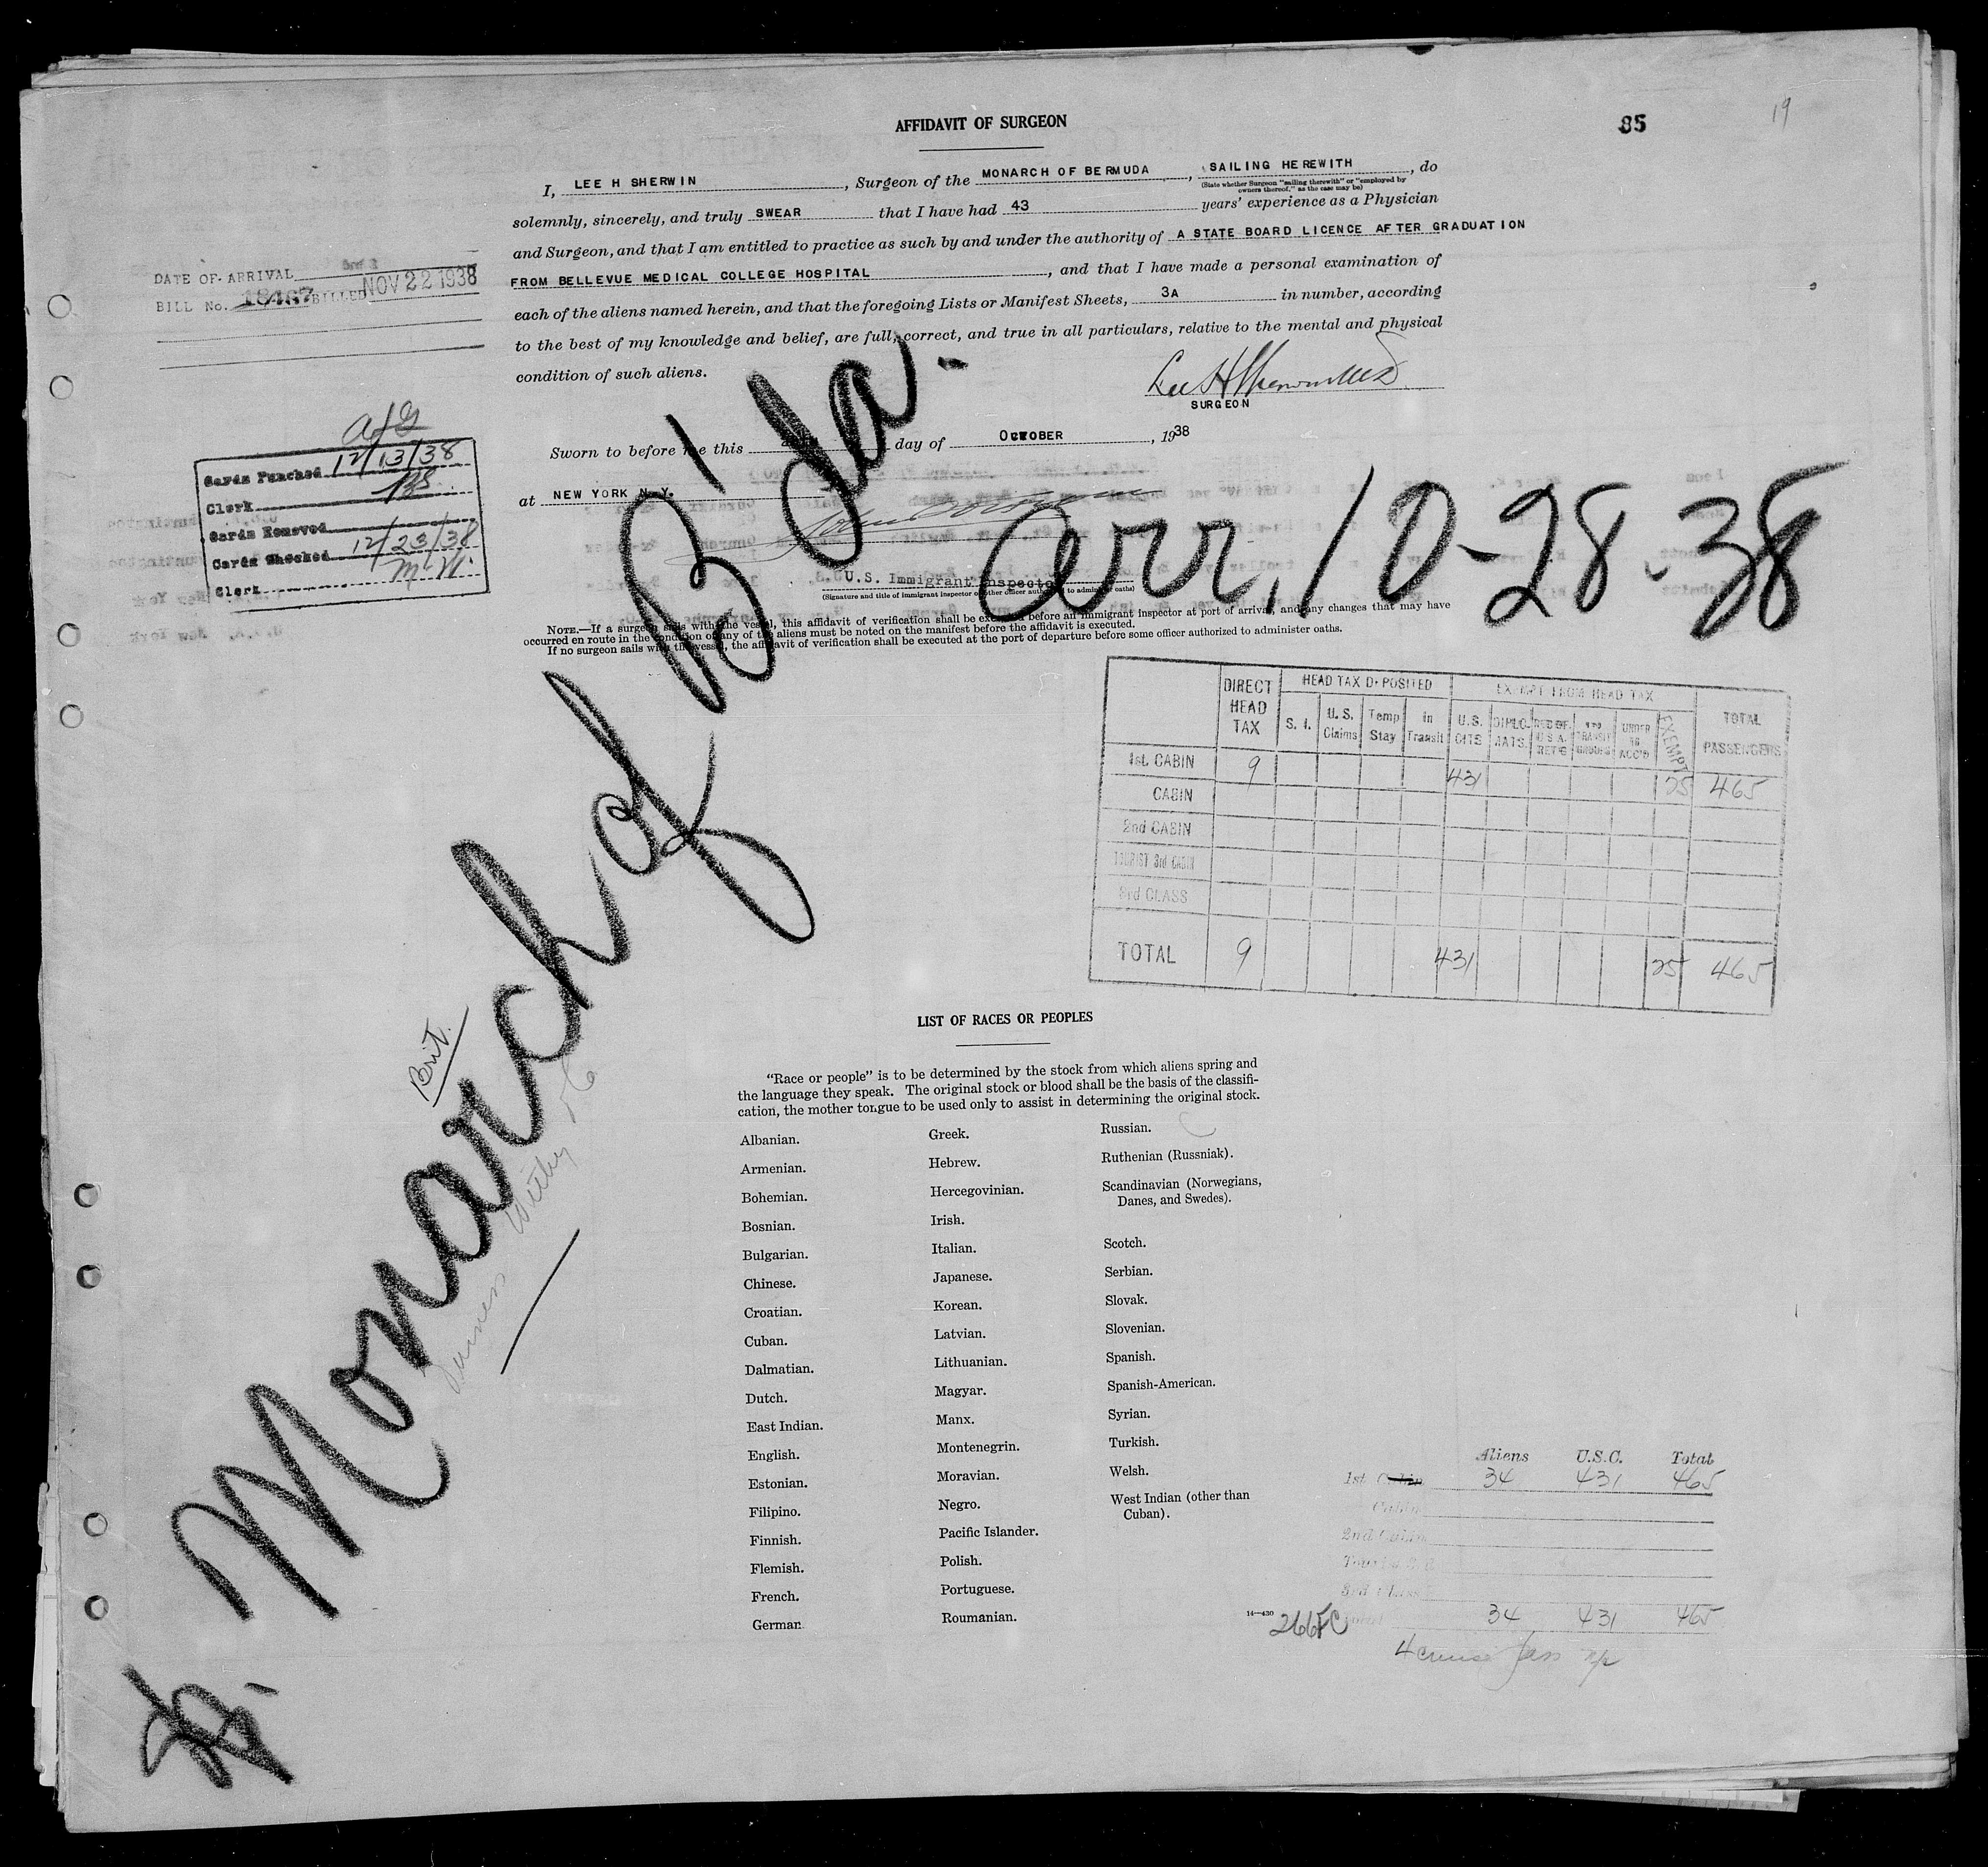 AFFIDAVIT OF SURGEON
85
19
I, LEE H SHERWIN, Surgeon of the MONARCH OF BERMUDA, SAILING HEREWITH, do
(State whether Surgeon "sailing therewith" or "employed by
owners thereof," as the case may be)
solemnly, sincerely, and truly SWEAR that I have had 43 years' experience as a Physician
and Surgeon, and that I am entitled to practice as such by and under the authority of A STATE BOARD LICENCE AFTER GRADUATION
FROM BELLEVUE MEDICAL COLLEGE HOSPITAL, and that I have made a personal examination of
each of the aliens named herein, and that the foregoing Lists or Manifest Sheets, 3A in number, according
to the best of my knowledge and belief, are full, correct, and true in all particulars, relative to the mental and physical
condition of such aliens.
Lee H Sherwin MD
SURGEON
Sworn to before me this day of OCTOBER, 1938
at NEW YORK N.Y.
U.S. Immigrant Inspector
(Signature and title of immigrant inspector or other officer authorized to administer oaths)
NOTE.—If a surgeon sails with the vessel, this affidavit of verification shall be executed before an immigrant inspector at port of arrival, and any changes that may have
occurred en route in the condition of any of the aliens must be noted on the manifest before the affidavit is executed.
If no surgeon sails with the vessel, the affidavit of verification shall be executed at the port of departure before some officer authorized to administer oaths.
DATE OF ARRIVAL
BILL No. 18467 BILLED NOV 22 1938
Cards Punched 12/13/38
Clerk
Cards Removed
Cards Checked 12/23/38
Clerk M.W.
Monarch of B'da.
arr. 10-28-38
Brit.
Furness Withy
DIRECT HEAD TAX
HEAD TAX DEPOSITED
EXEMPT FROM HEAD TAX
TOTAL PASSENGERS
S. I. U.S. Claims Temp Stay In Transit U.S. CITS DIPLOMATS UNDER 16 ACC'D EXEMPT
1st. CABIN 9 431 25 465
CABIN
2nd CABIN
TOURIST 3rd CABIN
3rd CLASS
TOTAL 9 431 25 465
LIST OF RACES OR PEOPLES
"Race or people" is to be determined by the stock from which aliens spring and
the language they speak. The original stock or blood shall be the basis of the classifi-
cation, the mother tongue to be used only to assist in determining the original stock.
Albanian.
Armenian.
Bohemian.
Bosnian.
Bulgarian.
Chinese.
Croatian.
Cuban.
Dalmatian.
Dutch.
East Indian.
English.
Estonian.
Filipino.
Finnish.
Flemish.
French.
German.
Greek.
Hebrew.
Hercegovinian.
Irish.
Italian.
Japanese.
Korean.
Latvian.
Lithuanian.
Magyar.
Manx.
Montenegrin.
Moravian.
Negro.
Pacific Islander.
Polish.
Portuguese.
Roumanian.
Russian.
Ruthenian (Russniak).
Scandinavian (Norwegians,
Danes, and Swedes).
Scotch.
Serbian.
Slovak.
Slovenian.
Spanish.
Spanish-American.
Syrian.
Turkish.
Welsh.
West Indian (other than
Cuban).
14—430
Aliens U.S.C. Total
1st Cabin 34 431 465
Cabin
2nd Cabin
3rd Class
34 431 465